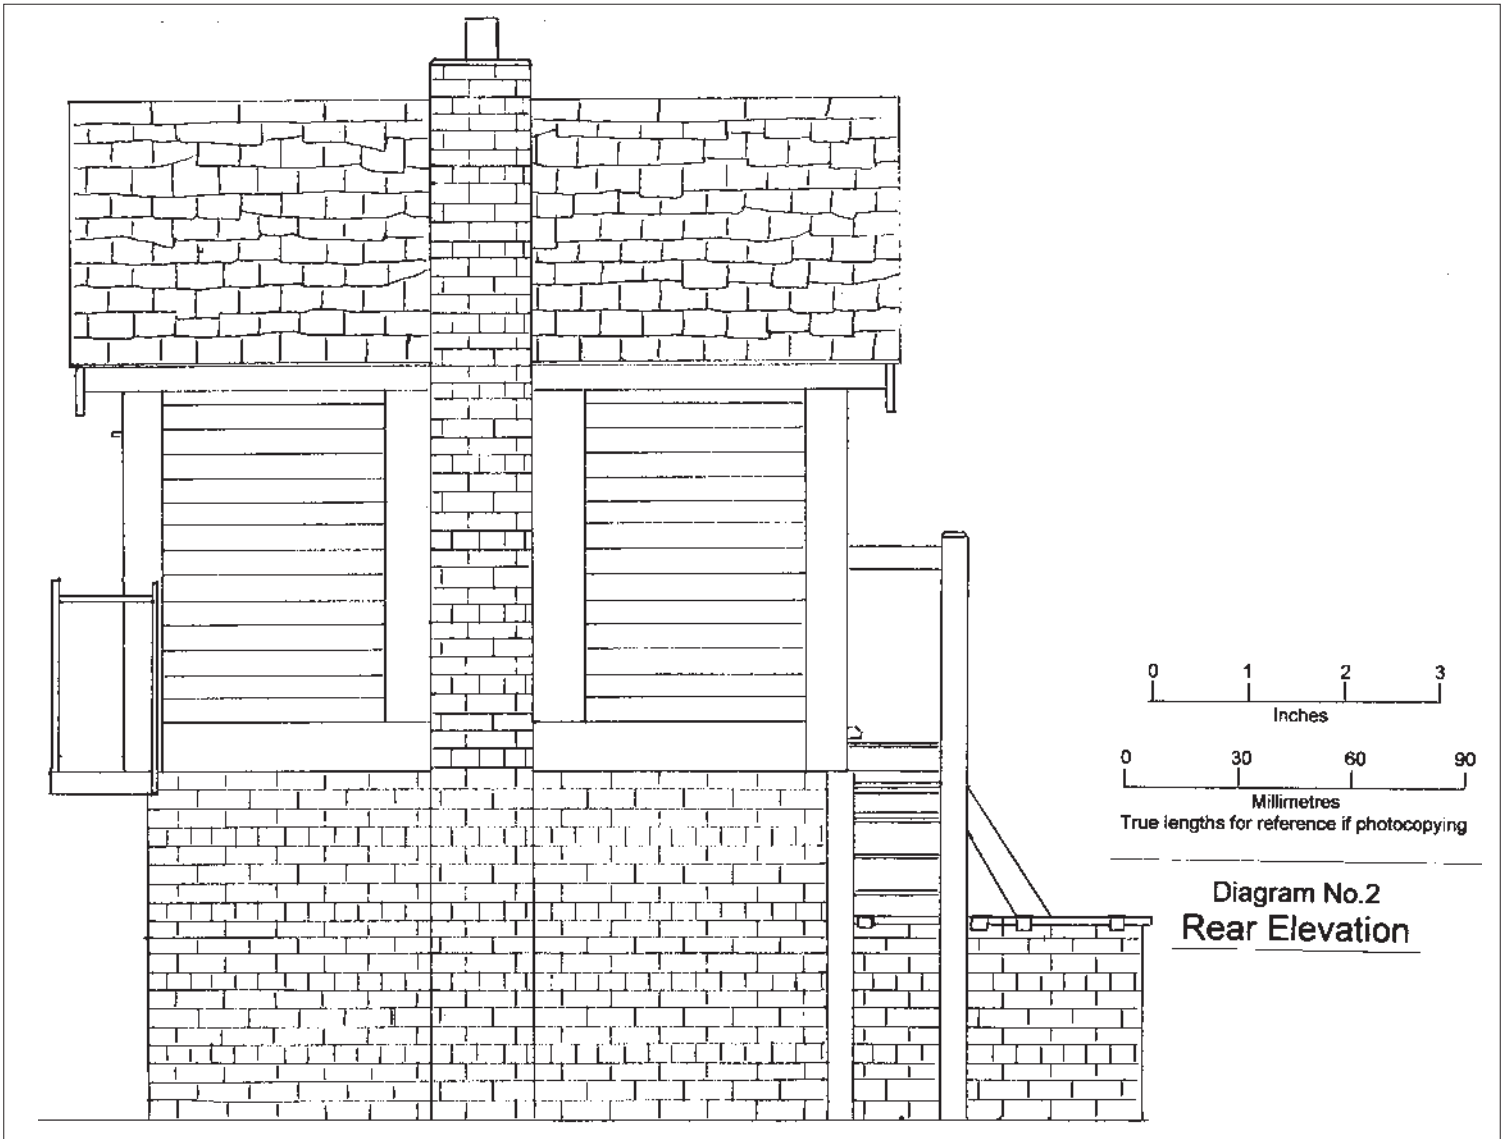 0 1 2 3
Inches
0 30 60 90
Millimetres
True lengths for reference if photocopying
Diagram No.2
Rear Elevation